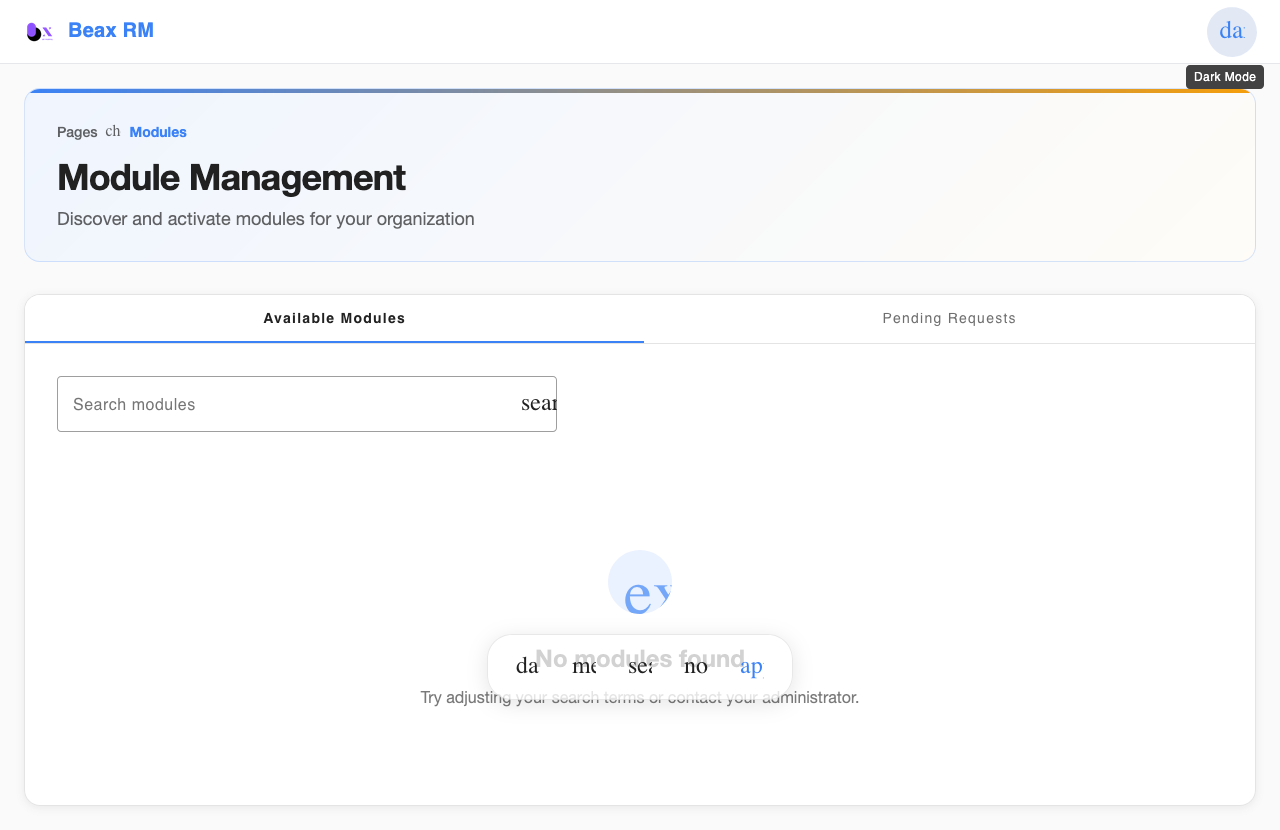 Beax RM
da
Dark Mode
Pages ch Modules
Module Management
Discover and activate modules for your organization
Available Modules
Pending Requests
Search modules
sear
ex
No modules found
da me sea no ap
Try adjusting your search terms or contact your administrator.